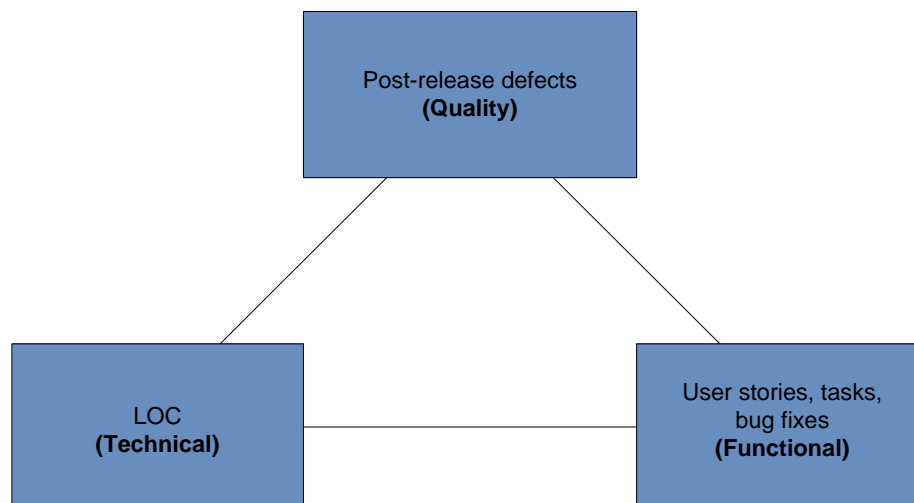 Post-release defects
(Quality)
LOC
(Technical)
User stories, tasks,
bug fixes
(Functional)